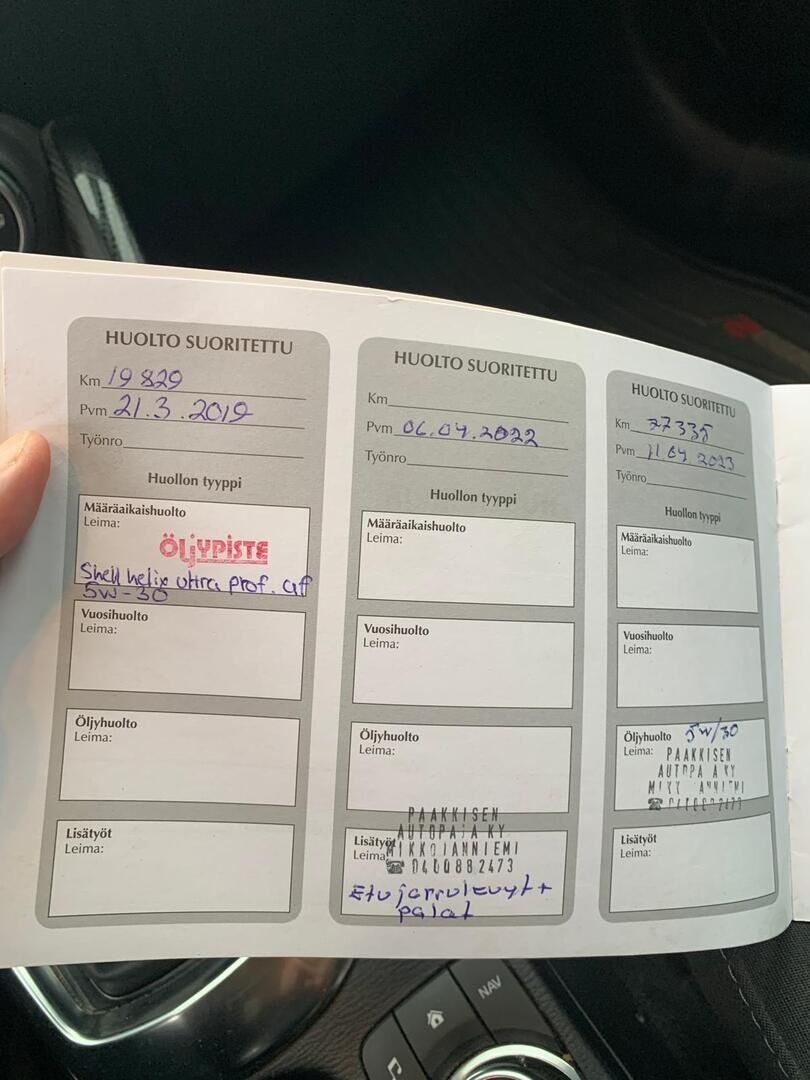 HUOLTO SUORITETTU
Km 19 829
Pvm 21.3.2019
Työnro
Huollon tyyppi
Määräaikaishuolto
Leima:
ÖLJYPISTE
Shell helix ultra prof. af
5W-30
Vuosihuolto
Leima:
Öljyhuolto
Leima:
Lisätyöt
Leima:
HUOLTO SUORITETTU
Km
Pvm 06.04.2022
Työnro
Huollon tyyppi
Määräaikaishuolto
Leima:
Vuosihuolto
Leima:
Öljyhuolto
Leima:
PAAKKISEN
AUTOPAJA KY
Lisätyöt
MIKKO JANNIEMI
Leima:
☎ 0400882473
Etujarrulevyt +
palat
HUOLTO SUORITETTU
Km 77335
Pvm 11.04.2023
Työnro
Huollon tyyppi
Määräaikaishuolto
Leima:
Vuosihuolto
Leima:
Öljyhuolto 5W/30
Leima:
PAAKKISEN
KY
Lisätyöt
Leima:
NAV